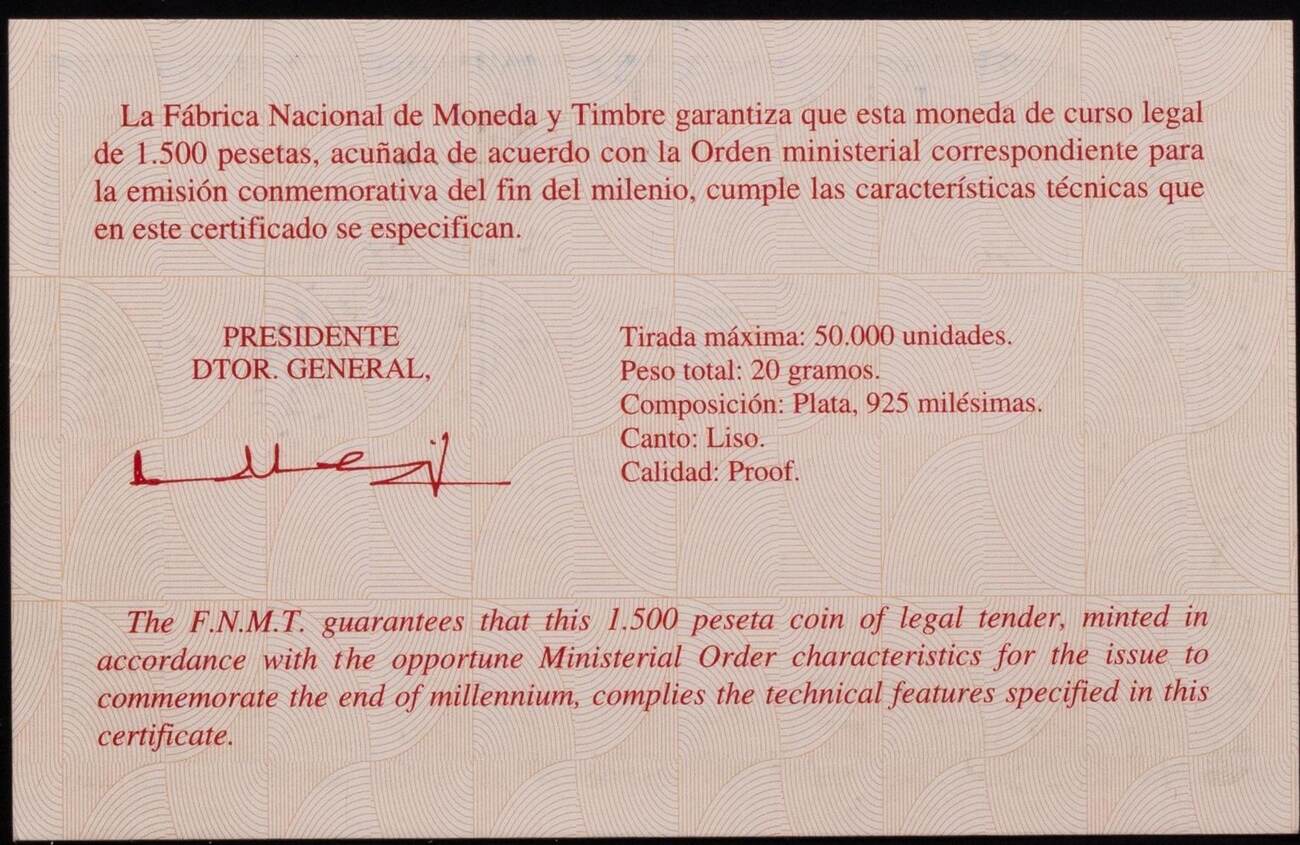 La Fábrica Nacional de Moneda y Timbre garantiza que esta moneda de curso legal
de 1.500 pesetas, acuñada de acuerdo con la Orden ministerial correspondiente para
la emisión conmemorativa del fin del milenio, cumple las características técnicas que
en este certificado se especifican.
PRESIDENTE
DTOR. GENERAL,
Tirada máxima: 50.000 unidades.
Peso total: 20 gramos.
Composición: Plata, 925 milésimas.
Canto: Liso.
Calidad: Proof.
The F.N.M.T. guarantees that this 1.500 peseta coin of legal tender, minted in
accordance with the opportune Ministerial Order characteristics for the issue to
commemorate the end of millennium, complies the technical features specified in this
certificate.